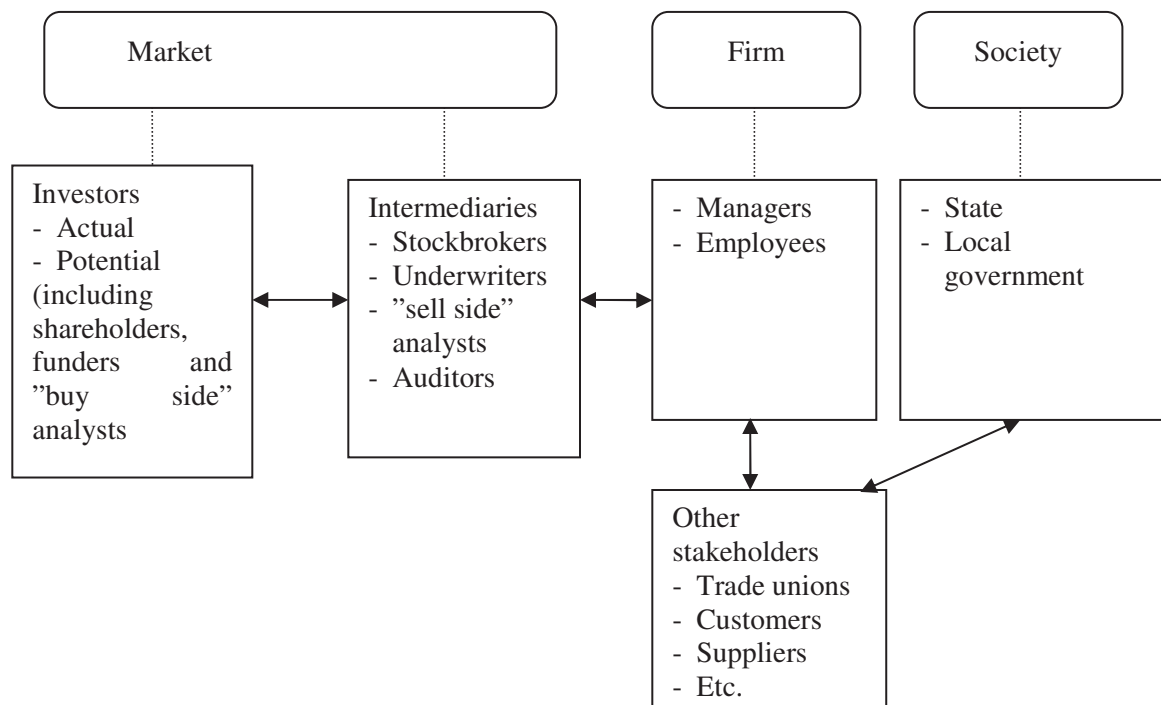 Market
Firm
Society
Investors
- Actual
- Potential
(including
shareholders,
funders and
”buy side”
analysts
Intermediaries
- Stockbrokers
- Underwriters
- ”sell side”
analysts
- Auditors
- Managers
- Employees
- State
- Local
government
Other
stakeholders
- Trade unions
- Customers
- Suppliers
- Etc.